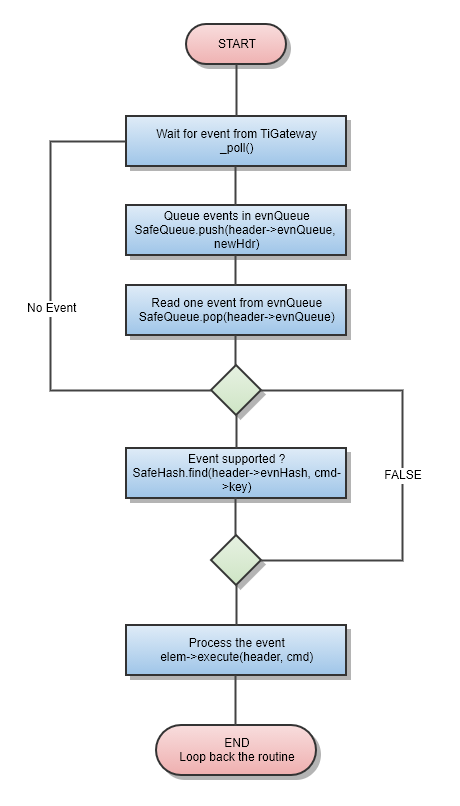 START
Wait for event from TiGateway
_poll()
Queue events in evnQueue
SafeQueue.push(header->evnQueue,
newHdr)
Read one event from evnQueue
SafeQueue.pop(header->evnQueue)
No Event
Event supported ?
SafeHash.find(header->evnHash, cmd-
>key)
FALSE
Process the event
elem->execute(header, cmd)
END
Loop back the routine